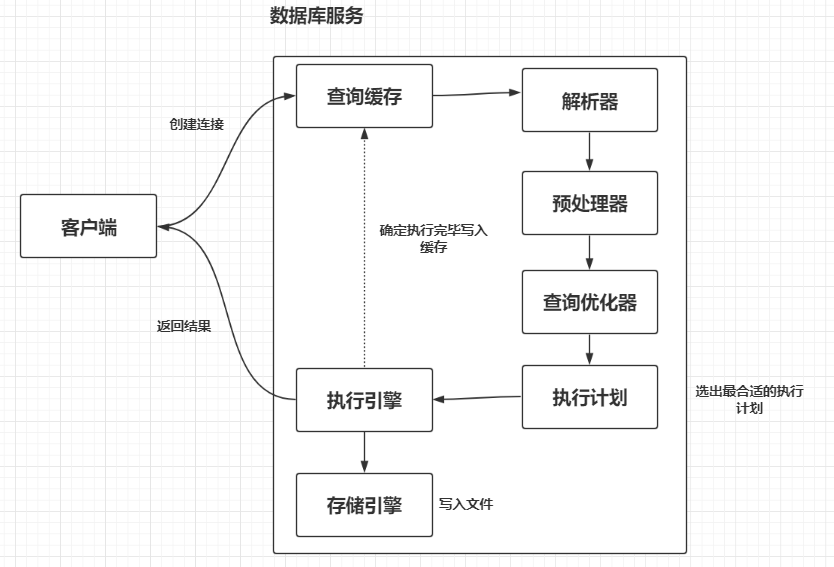 数据库服务
查询缓存
解析器
创建连接
预处理器
客户端
确定执行完毕写入
缓存
查询优化器
返回结果
执行引擎
执行计划
选出最合适的执行
计划
存储引擎
写入文件